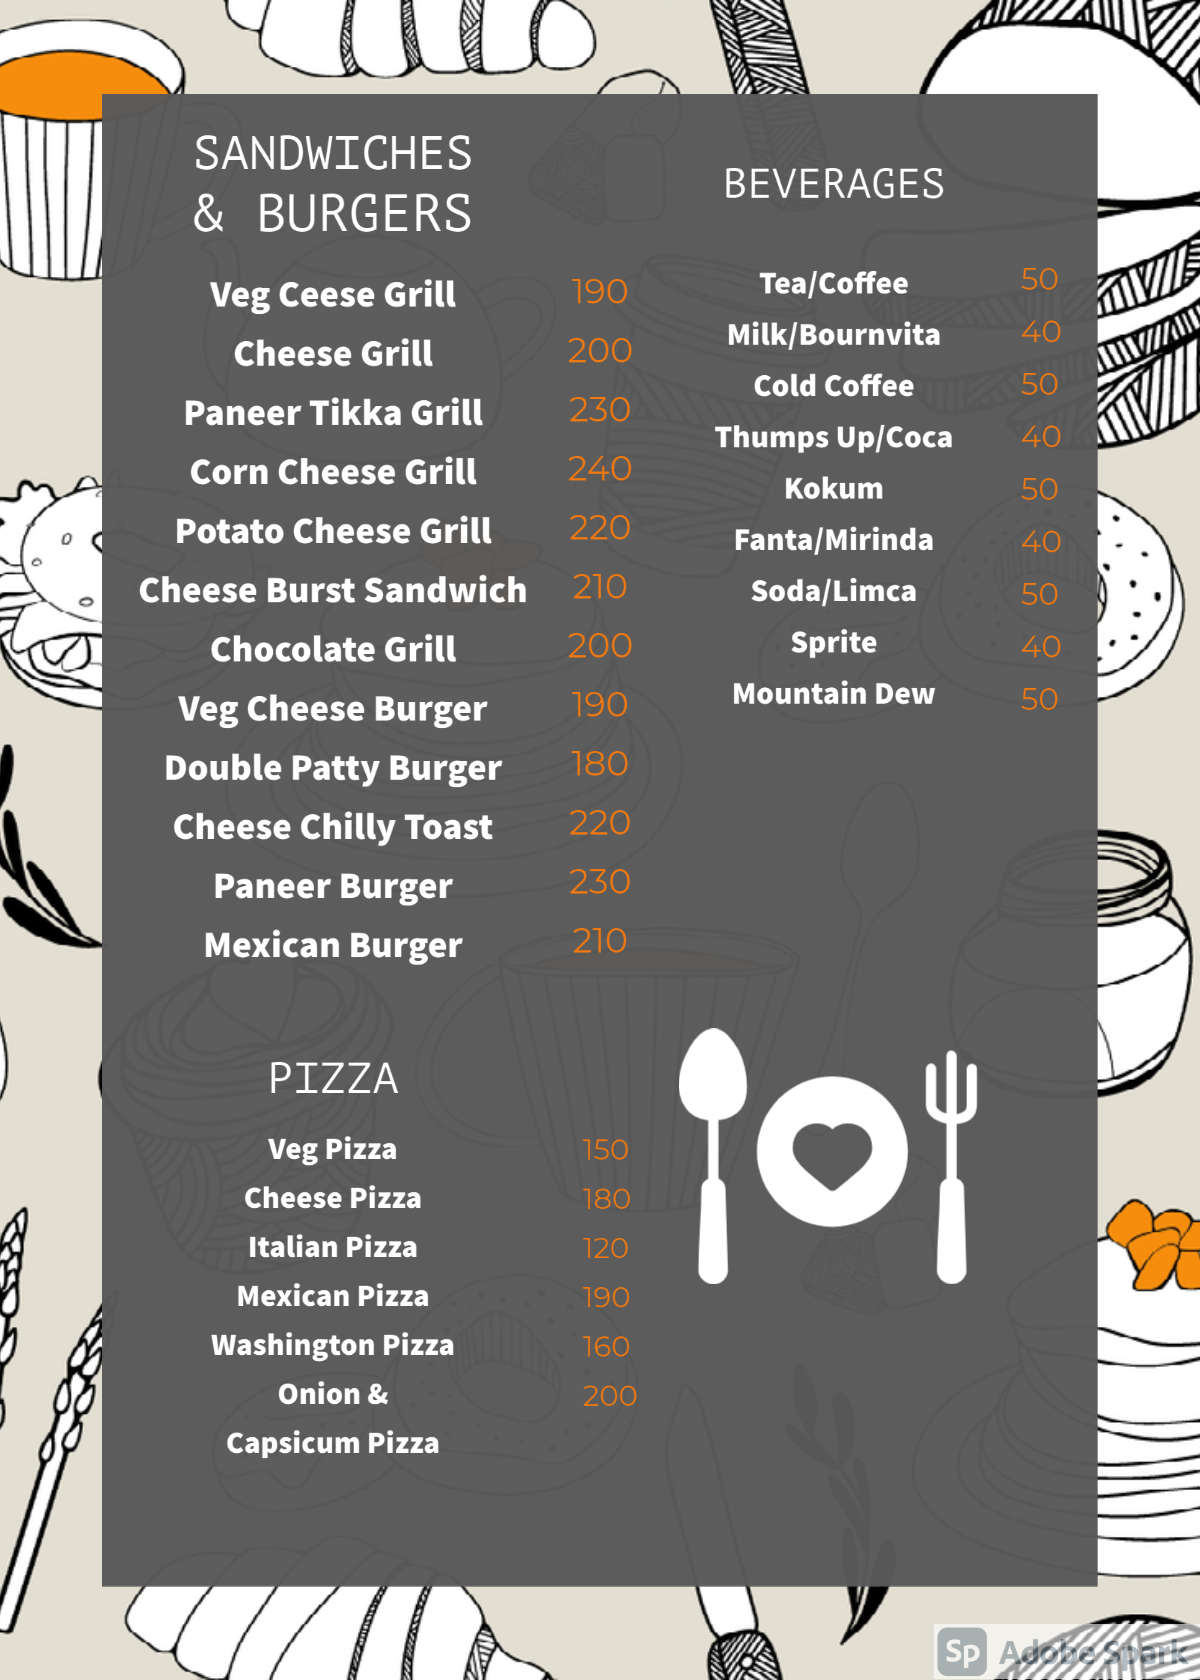 SANDWICHES
& BURGERS
Veg Ceese Grill 190
Cheese Grill 200
Paneer Tikka Grill 230
Corn Cheese Grill 240
Potato Cheese Grill 220
Cheese Burst Sandwich 210
Chocolate Grill 200
Veg Cheese Burger 190
Double Patty Burger 180
Cheese Chilly Toast 220
Paneer Burger 230
Mexican Burger 210
BEVERAGES
Tea/Coffee 50
Milk/Bournvita 40
Cold Coffee 50
Thumps Up/Coca 40
Kokum 50
Fanta/Mirinda 40
Soda/Limca 50
Sprite 40
Mountain Dew 50
PIZZA
Veg Pizza 150
Cheese Pizza 180
Italian Pizza 120
Mexican Pizza 190
Washington Pizza 160
Onion & 200
Capsicum Pizza
Sp Adobe Spark